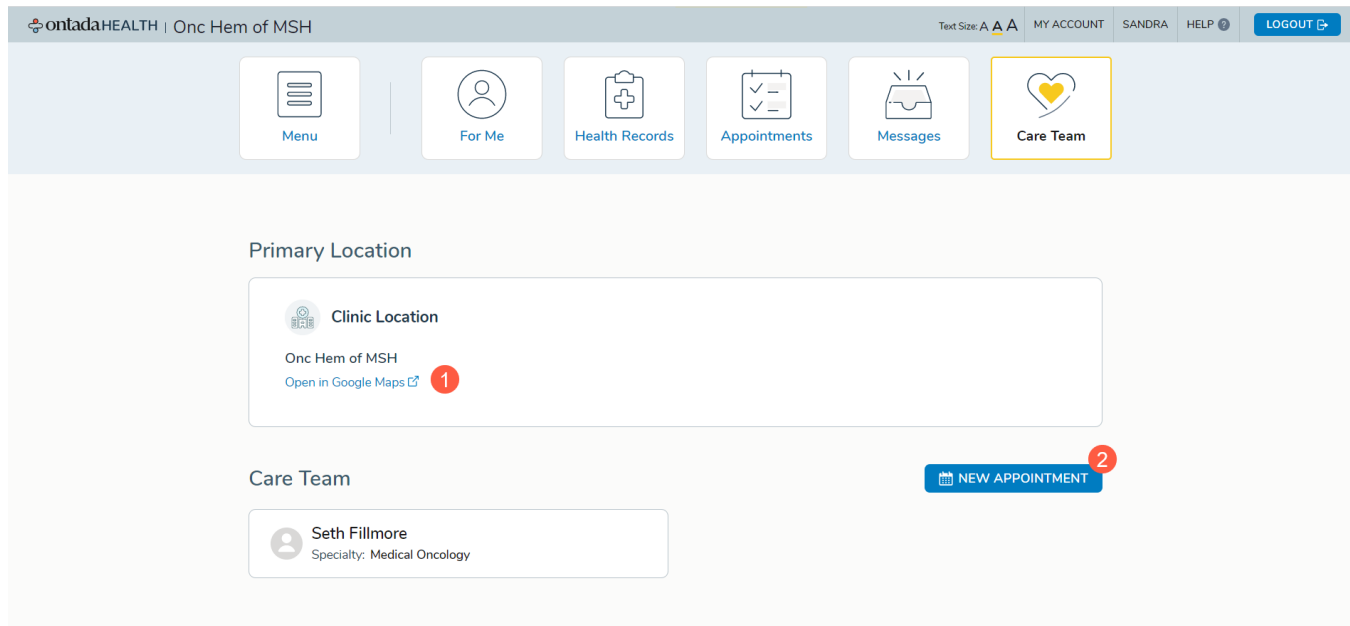 ontada HEALTH | Onc Hem of MSH
Text Size: A A A MY ACCOUNT SANDRA HELP ? LOGOUT
Menu For Me Health Records Appointments Messages Care Team
Primary Location
Clinic Location
Onc Hem of MSH
Open in Google Maps 1
2
Care Team NEW APPOINTMENT
Seth Fillmore
Specialty: Medical Oncology